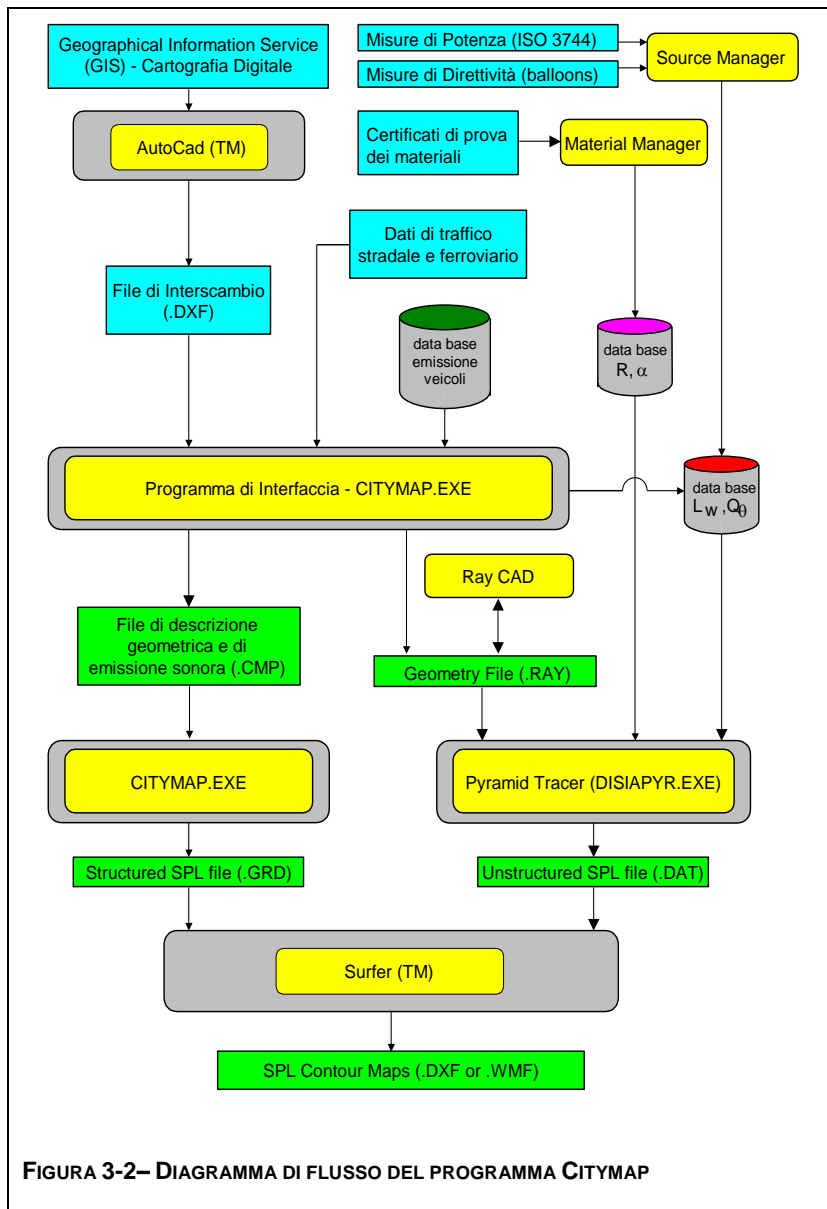 Geographical Information Service
(GIS) - Cartografia Digitale
Misure di Potenza (ISO 3744)
Misure di Direttività (balloons)
Source Manager
AutoCad (TM)
Certificati di prova
dei materiali
Material Manager
Dati di traffico
stradale e ferroviario
File di Interscambio
(.DXF)
data base
emissione
veicoli
data base
R, α
Programma di Interfaccia - CITYMAP.EXE
data base
Lw ,Qθ
Ray CAD
File di descrizione
geometrica e di
emissione sonora (.CMP)
Geometry File (.RAY)
CITYMAP.EXE
Pyramid Tracer (DISIAPYR.EXE)
Structured SPL file (.GRD)
Unstructured SPL file (.DAT)
Surfer (TM)
SPL Contour Maps (.DXF or .WMF)
FIGURA 3-2– DIAGRAMMA DI FLUSSO DEL PROGRAMMA CITYMAP